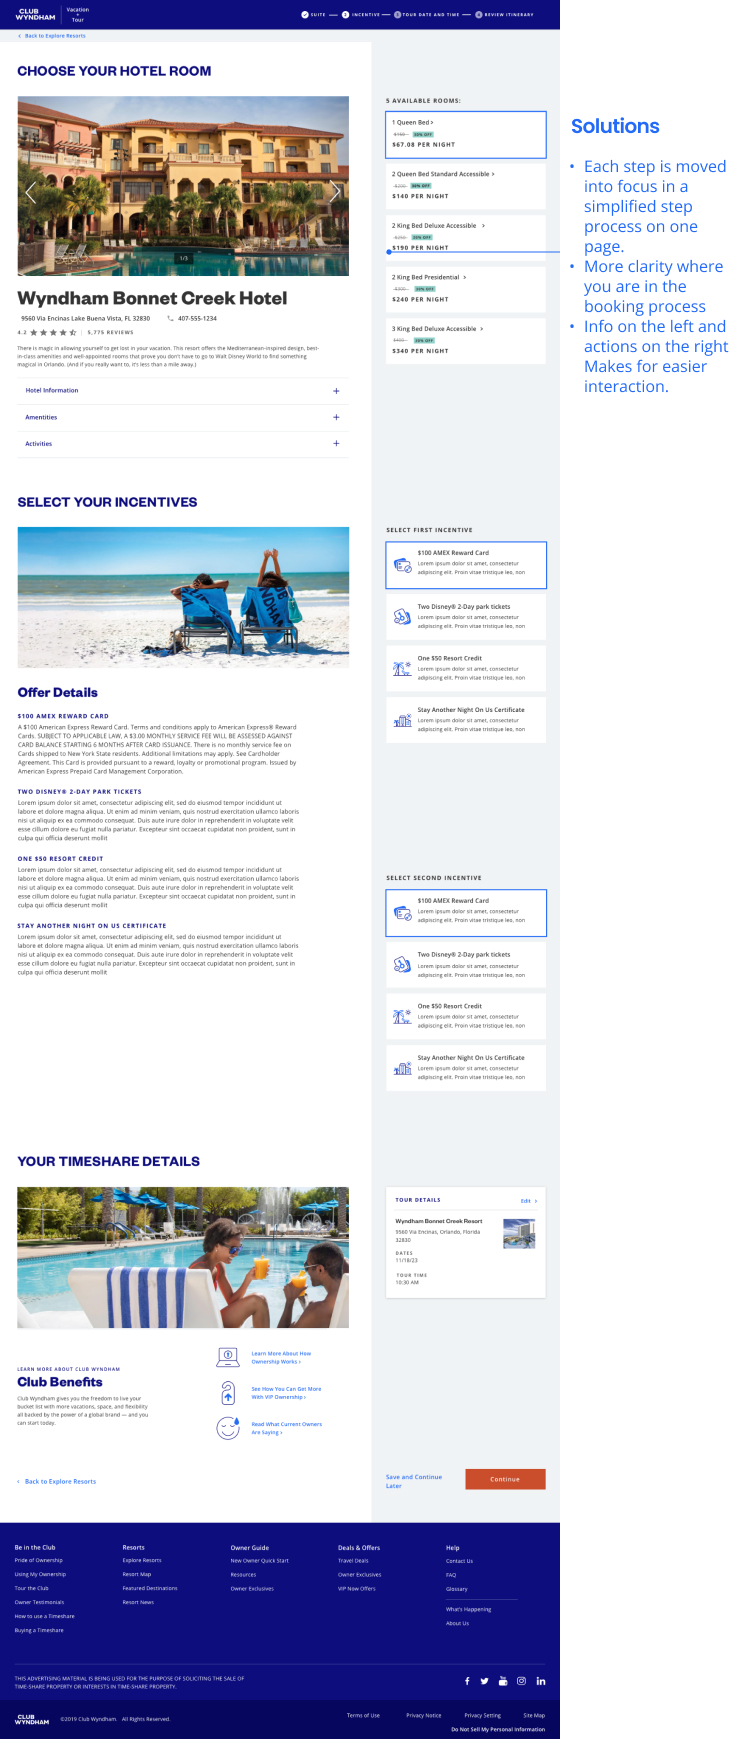 CLUB
WYNDHAM
Vacation
+
Tour
SUITE
2 INCENTIVE
3 TOUR DATE AND TIME
4 REVIEW ITINERARY
‹ Back to Explore Resorts
CHOOSE YOUR HOTEL ROOM
1/3
Wyndham Bonnet Creek Hotel
9560 Via Encinas Lake Buena Vista, FL 32830
407-555-1234
4.2
5,775 REVIEWS
There is magic in allowing yourself to get lost in your vacation. This resort offers the Mediterranean-inspired design, best-
in-class amenities and well-appointed rooms that prove you don't have to go to Walt Disney World to find something
magical in Orlando. (And if you really want to, it's less than a mile away.)
Hotel Information +
Amentities +
Activities +
5 AVAILABLE ROOMS:
1 Queen Bed >
30% OFF
$67.08 PER NIGHT
2 Queen Bed Standard Accessible >
30% OFF
$140 PER NIGHT
2 King Bed Deluxe Accessible >
30% OFF
$190 PER NIGHT
2 King Bed Presidential >
30% OFF
$240 PER NIGHT
3 King Bed Deluxe Accessible >
30% OFF
$340 PER NIGHT
Solutions
• Each step is moved
into focus in a
simplified step
process on one
page.
• More clarity where
you are in the
booking process
• Info on the left and
actions on the right
Makes for easier
interaction.
SELECT YOUR INCENTIVES
WYNDHAM
Offer Details
$100 AMEX REWARD CARD
A $100 American Express Reward Card. Terms and conditions apply to American Express® Reward
Cards. SUBJECT TO APPLICABLE LAW, A $3.00 MONTHLY SERVICE FEE WILL BE ASSESSED AGAINST
CARD BALANCE STARTING 6 MONTHS AFTER CARD ISSUANCE. There is no monthly service fee on
Cards shipped to New York State residents. Additional limitations may apply. See Cardholder
Agreement. This Card is provided pursuant to a reward, loyalty or promotional program. Issued by
American Express Prepaid Card Management Corporation.
TWO DISNEY® 2-DAY PARK TICKETS
Lorem ipsum dolor sit amet, consectetur adipiscing elit, sed do eiusmod tempor incididunt ut
labore et dolore magna aliqua. Ut enim ad minim veniam, quis nostrud exercitation ullamco laboris
nisi ut aliquip ex ea commodo consequat. Duis aute irure dolor in reprehenderit in voluptate velit
esse cillum dolore eu fugiat nulla pariatur. Excepteur sint occaecat cupidatat non proident, sunt in
culpa qui officia deserunt mollit
ONE $50 RESORT CREDIT
Lorem ipsum dolor sit amet, consectetur adipiscing elit, sed do eiusmod tempor incididunt ut
labore et dolore magna aliqua. Ut enim ad minim veniam, quis nostrud exercitation ullamco laboris
nisi ut aliquip ex ea commodo consequat. Duis aute irure dolor in reprehenderit in voluptate velit
esse cillum dolore eu fugiat nulla pariatur. Excepteur sint occaecat cupidatat non proident, sunt in
culpa qui officia deserunt mollit
STAY ANOTHER NIGHT ON US CERTIFICATE
Lorem ipsum dolor sit amet, consectetur adipiscing elit, sed do eiusmod tempor incididunt ut
labore et dolore magna aliqua. Ut enim ad minim veniam, quis nostrud exercitation ullamco laboris
nisi ut aliquip ex ea commodo consequat. Duis aute irure dolor in reprehenderit in voluptate velit
esse cillum dolore eu fugiat nulla pariatur. Excepteur sint occaecat cupidatat non proident, sunt in
culpa qui officia deserunt mollit
SELECT FIRST INCENTIVE
$100 AMEX Reward Card
Lorem ipsum dolor sit amet, consectetur
adipiscing elit. Proin vitae tristique leo, non
Two Disney® 2-Day park tickets
Lorem ipsum dolor sit amet, consectetur
adipiscing elit. Proin vitae tristique leo, non
One $50 Resort Credit
Lorem ipsum dolor sit amet, consectetur
adipiscing elit. Proin vitae tristique leo, non
Stay Another Night On Us Certificate
Lorem ipsum dolor sit amet, consectetur
adipiscing elit. Proin vitae tristique leo, non
SELECT SECOND INCENTIVE
$100 AMEX Reward Card
Lorem ipsum dolor sit amet, consectetur
adipiscing elit. Proin vitae tristique leo, non
Two Disney® 2-Day park tickets
Lorem ipsum dolor sit amet, consectetur
adipiscing elit. Proin vitae tristique leo, non
One $50 Resort Credit
Lorem ipsum dolor sit amet, consectetur
adipiscing elit. Proin vitae tristique leo, non
Stay Another Night On Us Certificate
Lorem ipsum dolor sit amet, consectetur
adipiscing elit. Proin vitae tristique leo, non
YOUR TIMESHARE DETAILS
TOUR DETAILS
Edit >
Wyndham Bonnet Creek Resort
9560 Via Encinas, Orlando, Florida
32830
DATES
11/18/23
TOUR TIME
10:30 AM
LEARN MORE ABOUT CLUB WYNDHAM
Club Benefits
Club Wyndham gives you the freedom to live your
bucket list with more vacations, space, and flexibility
all backed by the power of a global brand — and you
can start today.
Learn More About How
Ownership Works >
See How You Can Get More
With VIP Ownership >
Read What Current Owners
Are Saying >
‹ Back to Explore Resorts
Save and Continue
Later
Continue
Be in the Club
Pride of Ownership
Using My Ownership
Tour the Club
Owner Testimonials
How to use a Timeshare
Buying a Timeshare
Resorts
Explore Resorts
Resort Map
Featured Destinations
Resort News
Owner Guide
New Owner Quick Start
Resources
Owner Exclusives
Deals & Offers
Travel Deals
Owner Exclusives
VIP Now Offers
Help
Contact Us
FAQ
Glossary
What's Happening
About Us
THIS ADVERTISING MATERIAL IS BEING USED FOR THE PURPOSE OF SOLICITING THE SALE OF
TIME-SHARE PROPERTY OR INTERESTS IN TIME-SHARE PROPERTY.
CLUB
WYNDHAM
©2019 Club Wyndham. All Rights Reserved.
Terms of Use
Privacy Notice
Privacy Setting
Site Map
Do Not Sell My Personal Information